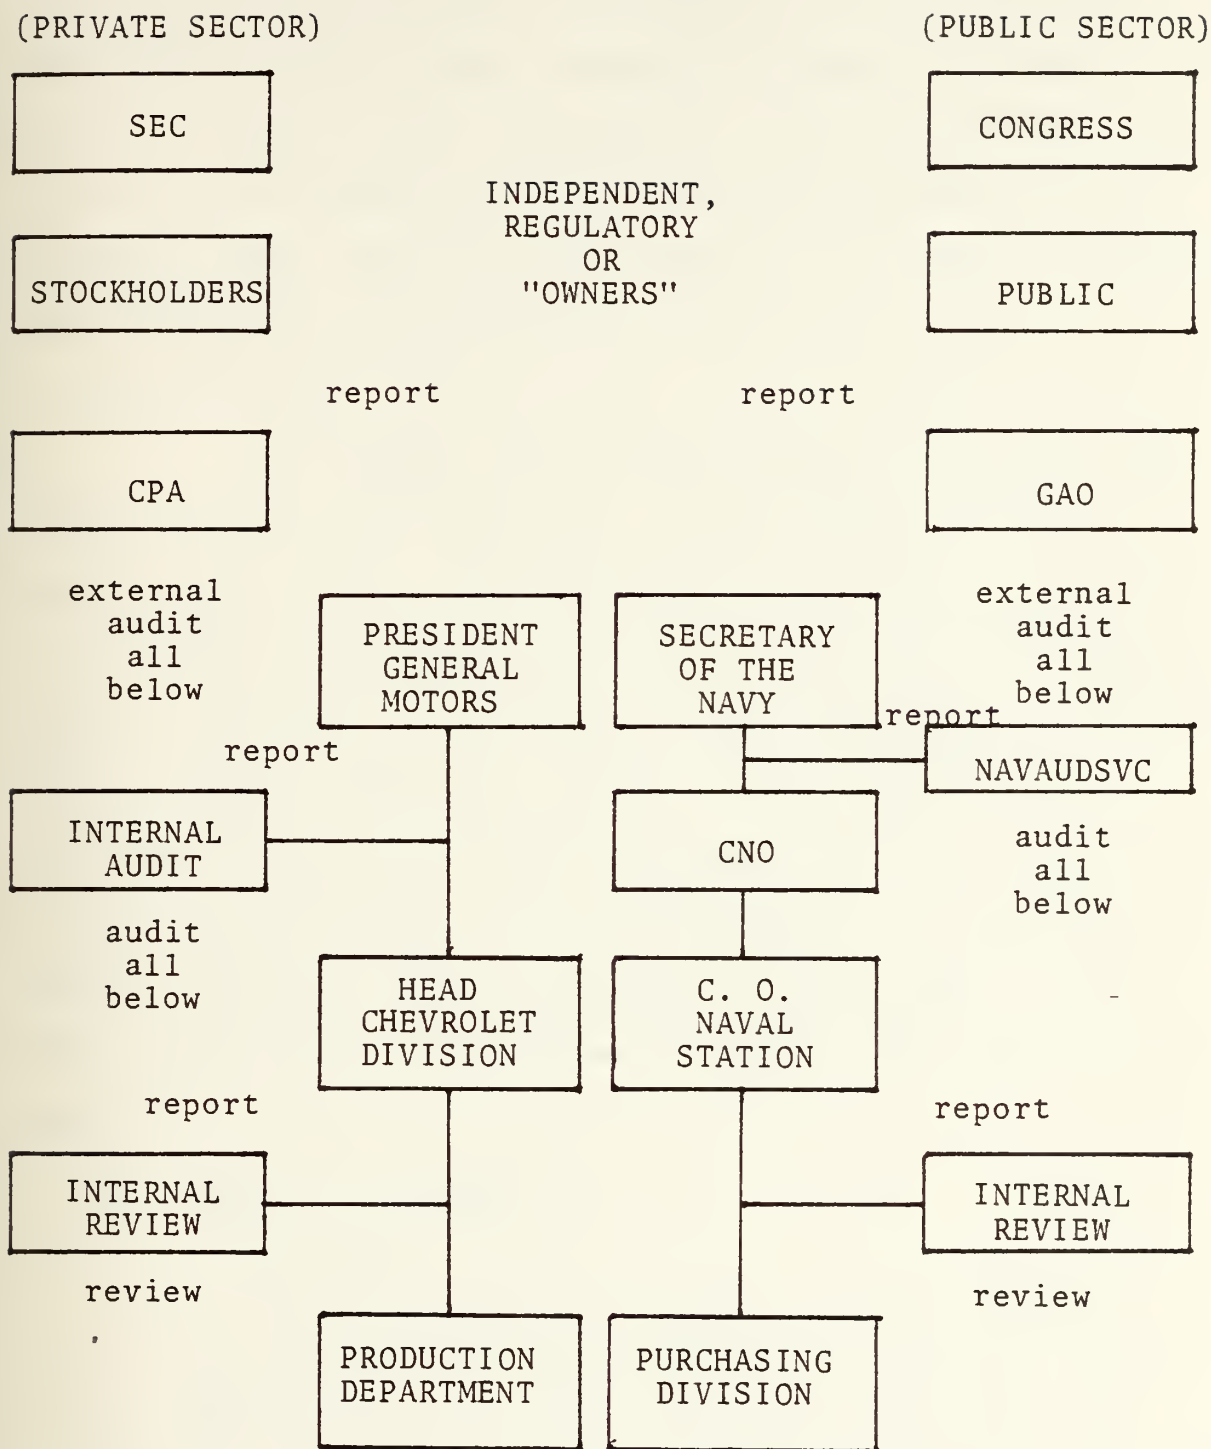 (PRIVATE SECTOR)
(PUBLIC SECTOR)
SEC
CONGRESS
INDEPENDENT,
REGULATORY
OR
"OWNERS"
STOCKHOLDERS
PUBLIC
report
report
CPA
GAO
external
audit
all
below
PRESIDENT
GENERAL
MOTORS
SECRETARY
OF THE
NAVY
external
audit
all
below
report
report
NAVAUDSVC
INTERNAL
AUDIT
CNO
audit
all
below
audit
all
below
HEAD
CHEVROLET
DIVISION
C. O.
NAVAL
STATION
report
report
INTERNAL
REVIEW
INTERNAL
REVIEW
review
review
PRODUCTION
DEPARTMENT
PURCHASING
DIVISION